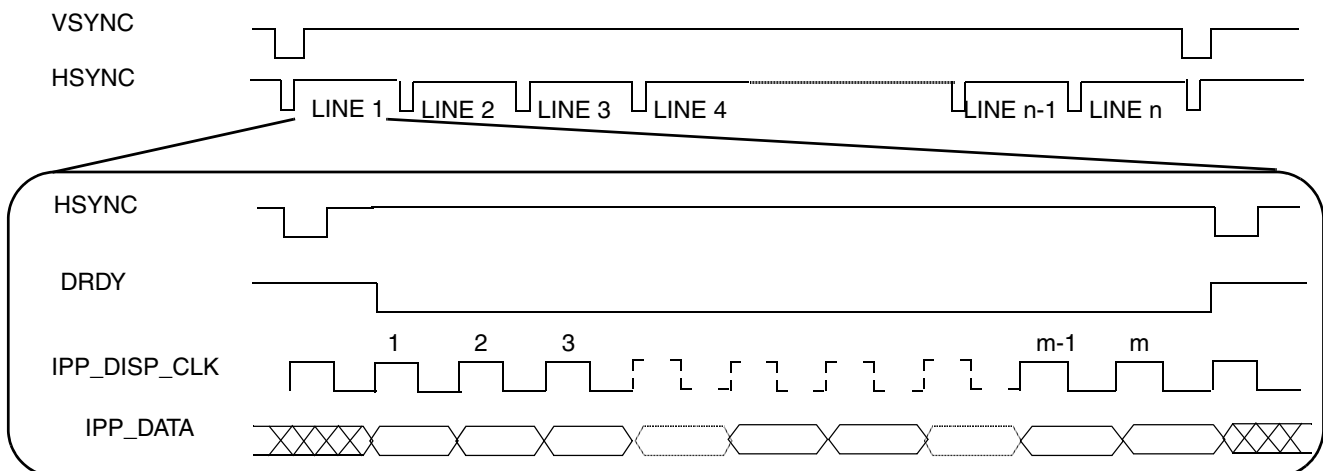 VSYNC
HSYNC
LINE 1 LINE 2 LINE 3 LINE 4 LINE n-1 LINE n
HSYNC
DRDY
1 2 3 m-1 m
IPP_DISP_CLK
IPP_DATA